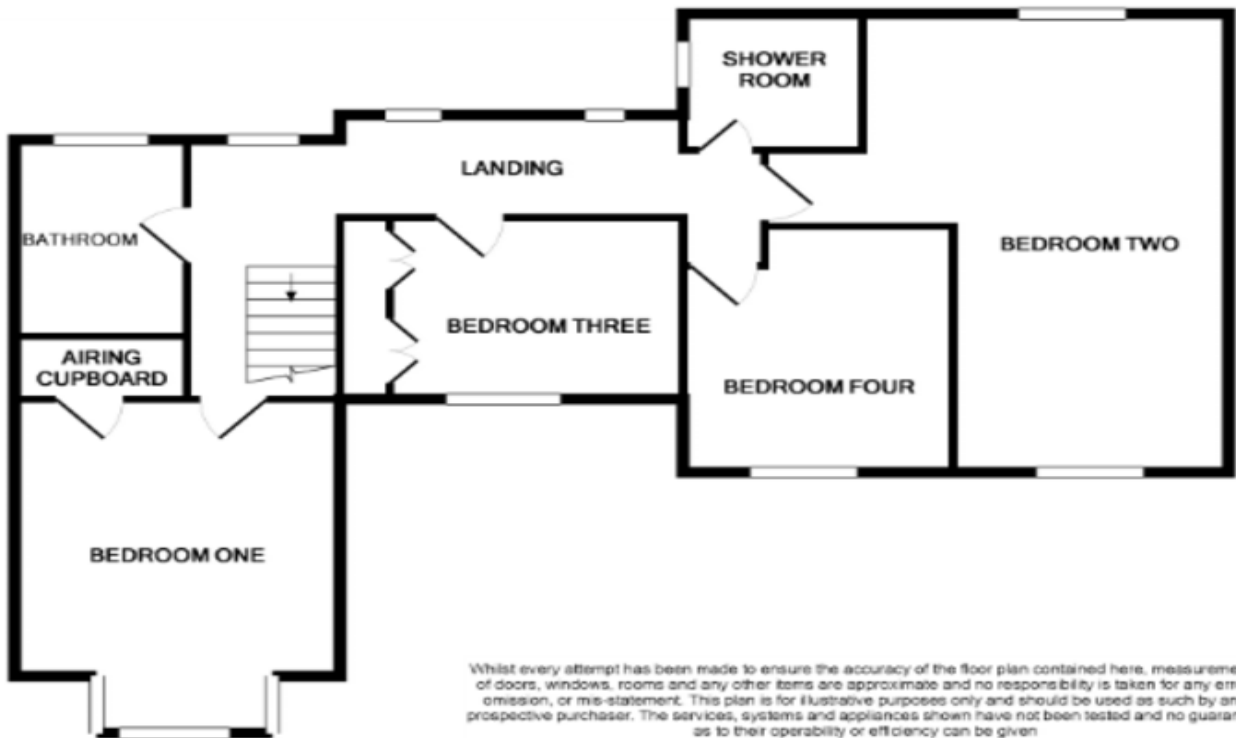 SHOWER
ROOM
LANDING
BATHROOM
BEDROOM TWO
BEDROOM THREE
AIRING
CUPBOARD
BEDROOM FOUR
BEDROOM ONE
Whilst every attempt has been made to ensure the accuracy of the floor plan contained here, measureme
of doors, windows, rooms and any other items are approximate and no responsibility is taken for any err
omission, or mis-statement. This plan is for illustrative purposes only and should be used as such by an
prospective purchaser. The services, systems and appliances shown have not been tested and no guaran
as to their operability or efficiency can be given